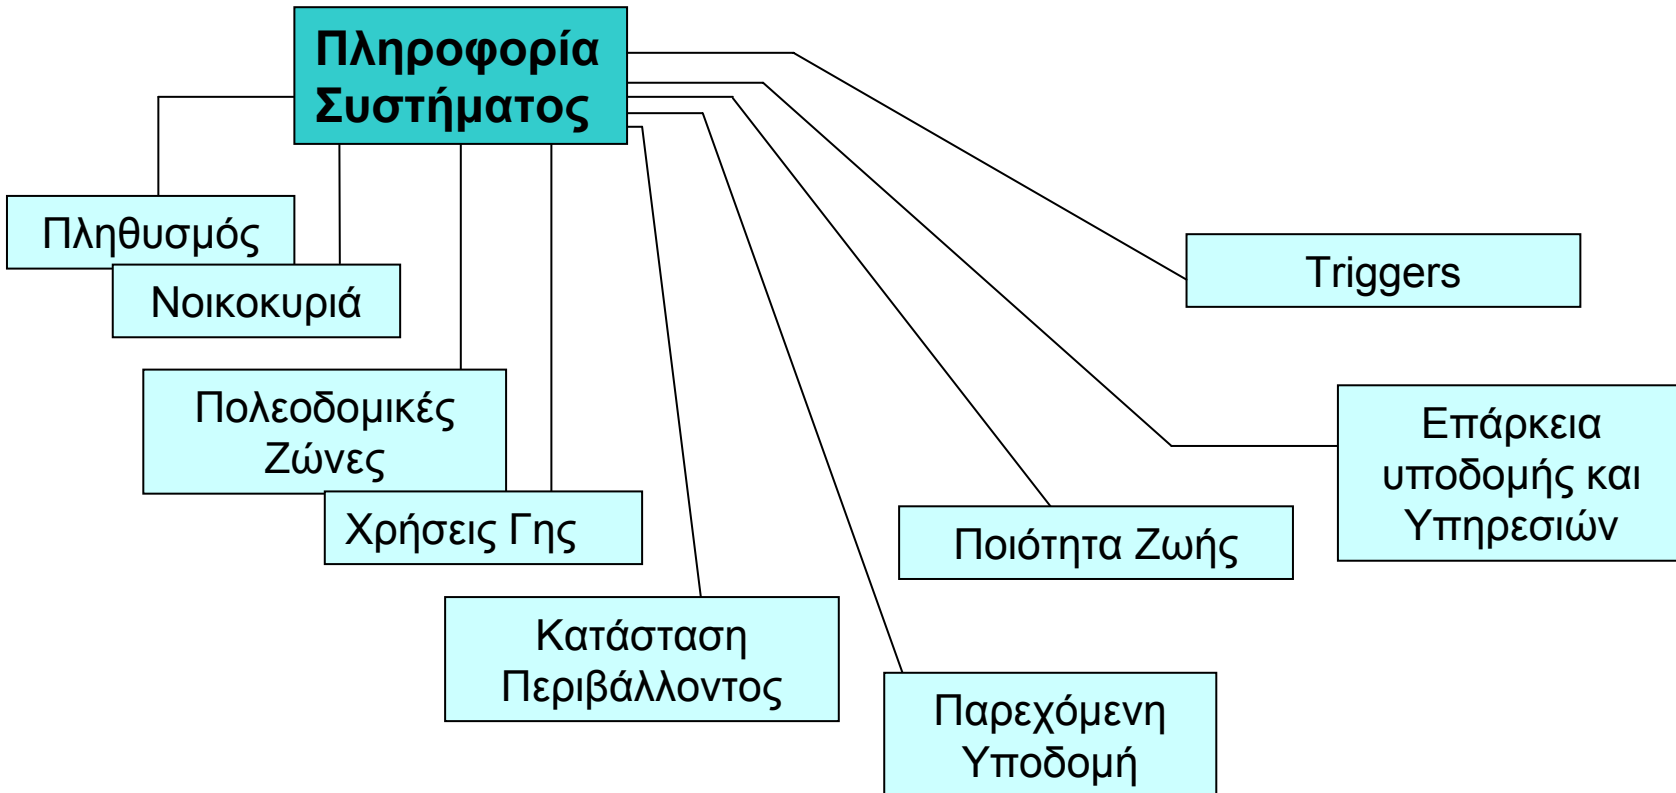 Πληροφορία
Συστήματος
Πληθυσμός
Νοικοκυριά
Triggers
Πολεοδομικές
Ζώνες
Επάρκεια
υποδομής και
Υπηρεσιών
Χρήσεις Γης
Ποιότητα Ζωής
Κατάσταση
Περιβάλλοντος
Παρεχόμενη
Υποδομή